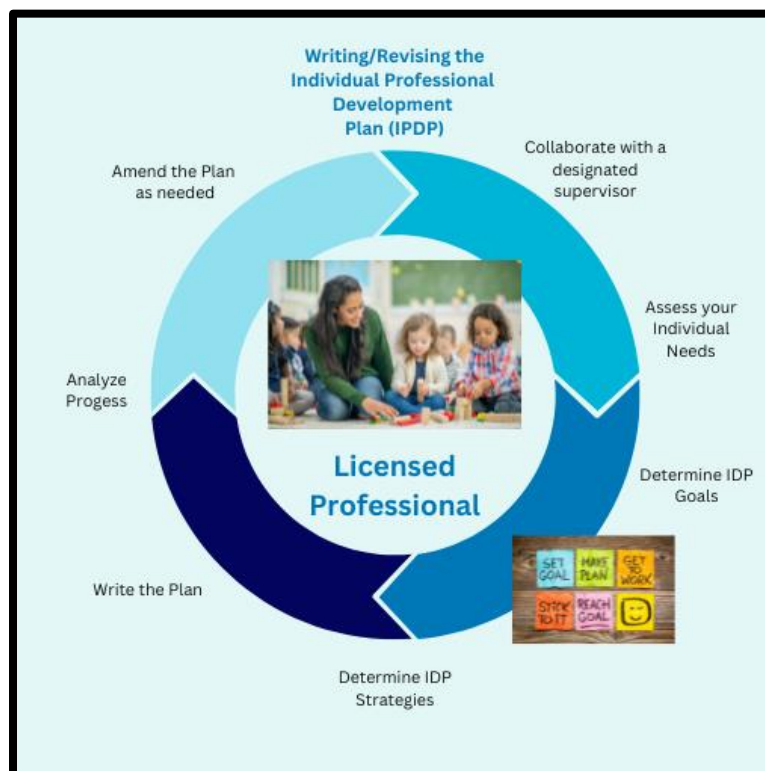 Writing/Revising the
Individual Professional
Development
Plan (IPDP)
Collaborate with a
designated
supervisor
Assess your
Individual
Needs
Determine IDP
Goals
Determine IDP
Strategies
Write the Plan
Analyze
Progess
Amend the Plan
as needed
Licensed
Professional
SET
GOAL
MAKE
PLAN
GET
TO
WORK
STICK
TO IT
REACH
GOAL